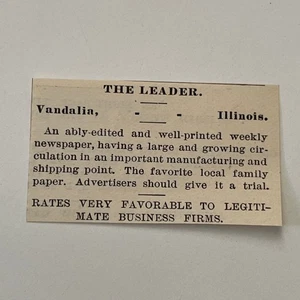 THE LEADER.
Vandalia, - - Illinois.
An ably-edited and well-printed weekly
newspaper, having a large and growing cir-
culation in an important manufacturing and
shipping point. The favorite local family
paper. Advertisers should give it a trial.
RATES VERY FAVORABLE TO LEGITI-
MATE BUSINESS FIRMS.